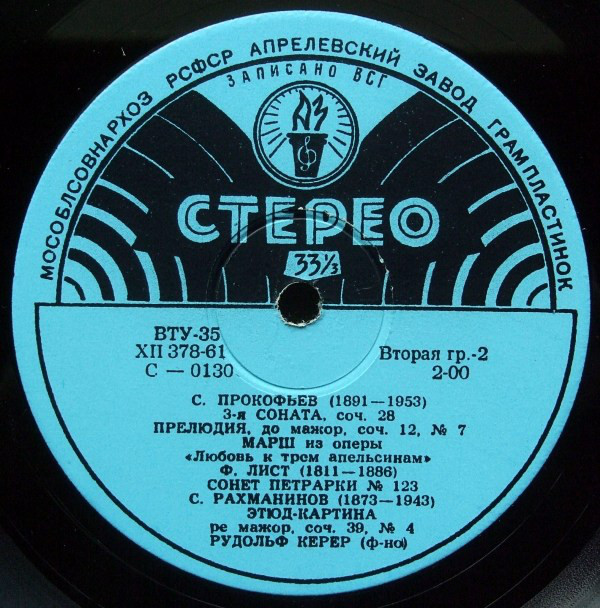 МОСОБЛСОВНАРХОЗ РСФСР АПРЕЛЕВСКИЙ ЗАВОД ГРАМПЛАСТИНОК
ЗАПИСАНО ВСГ
АЗ
СТЕРЕО
33⅓
ВТУ-35
ХП 378-61
С — 0130
Вторая гр.-2
2-00
С. ПРОКОФЬЕВ (1891—1953)
3-я СОНАТА, соч. 28
ПРЕЛЮДИЯ, до мажор, соч. 12, № 7
МАРШ из оперы
«Любовь к трем апельсинам»
Ф. ЛИСТ (1811—1886)
СОНЕТ ПЕТРАРКИ № 123
С. РАХМАНИНОВ (1873—1943)
ЭТЮД-КАРТИНА
ре мажор, соч. 39, № 4
РУДОЛЬФ КЕРЕР (ф-но)